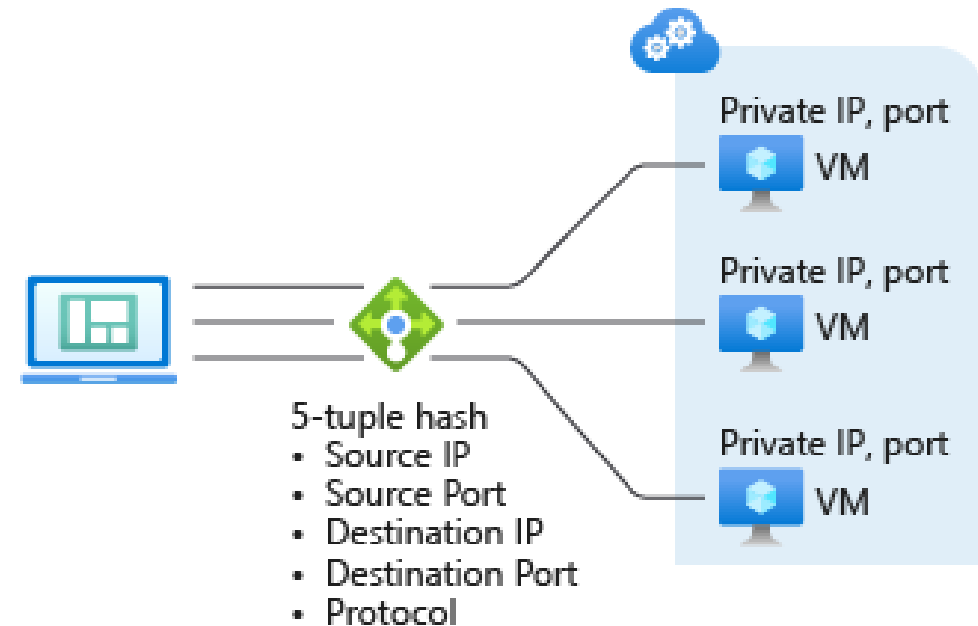 Private IP, port
VM
Private IP, port
VM
Private IP, port
VM
5-tuple hash
• Source IP
• Source Port
• Destination IP
• Destination Port
• Protocol